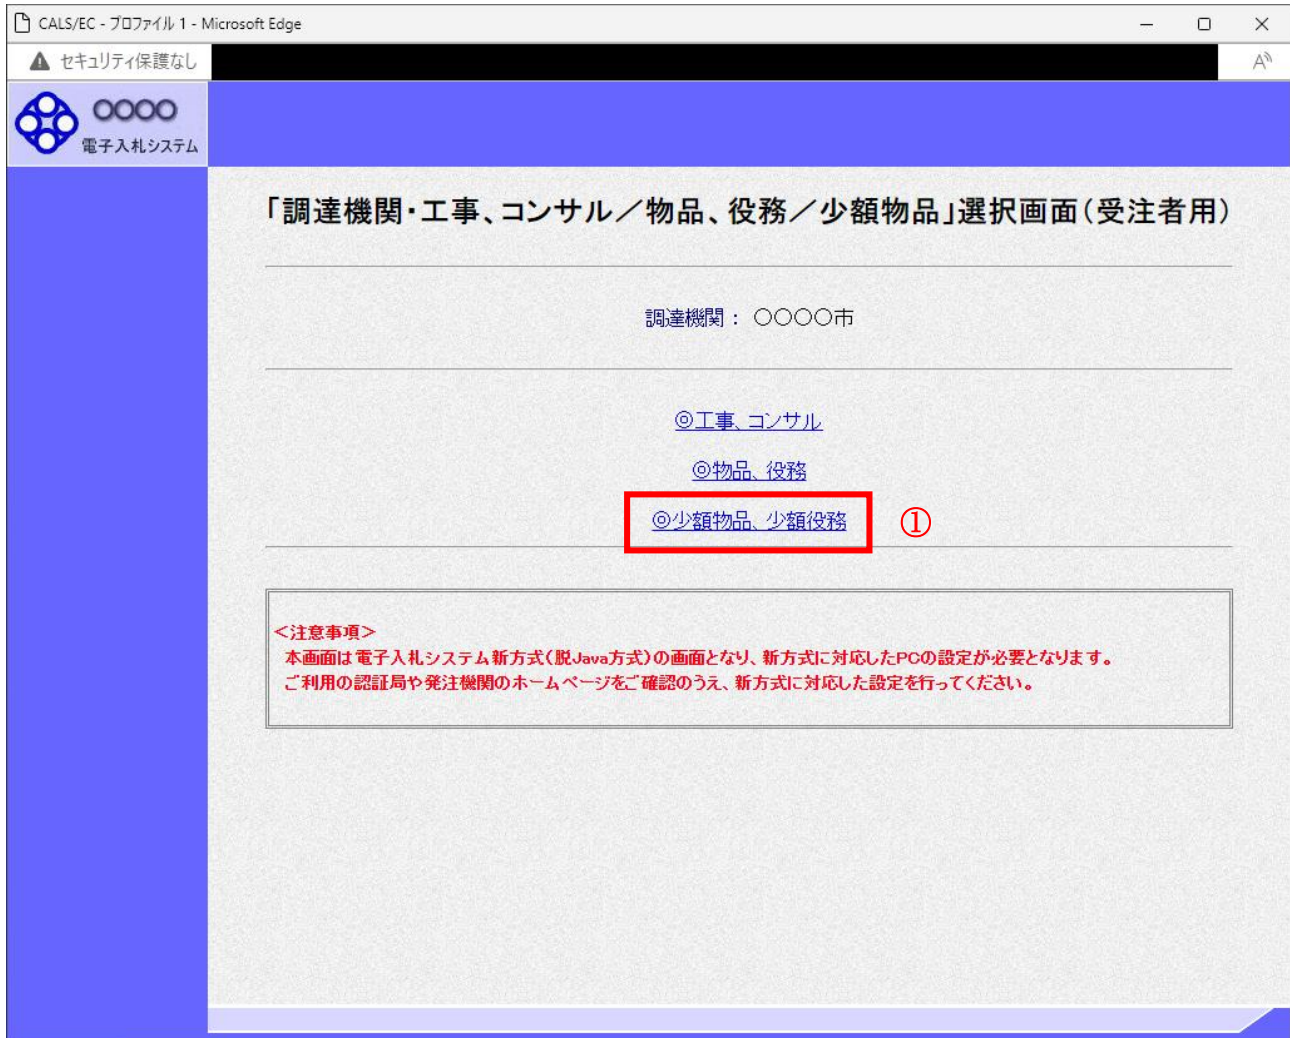 CALS/EC - プロファイル 1 - Microsoft Edge
セキュリティ保護なし
〇〇〇〇
電子入札システム
「調達機関・工事、コンサル／物品、役務／少額物品」選択画面(受注者用)
調達機関： 〇〇〇〇市
◎工事、コンサル
◎物品、役務
◎少額物品、少額役務 ①
＜注意事項＞
本画面は電子入札システム新方式(脱Java方式)の画面となり、新方式に対応したPCの設定が必要となります。
ご利用の認証局や発注機関のホームページをご確認のうえ、新方式に対応した設定を行ってください。